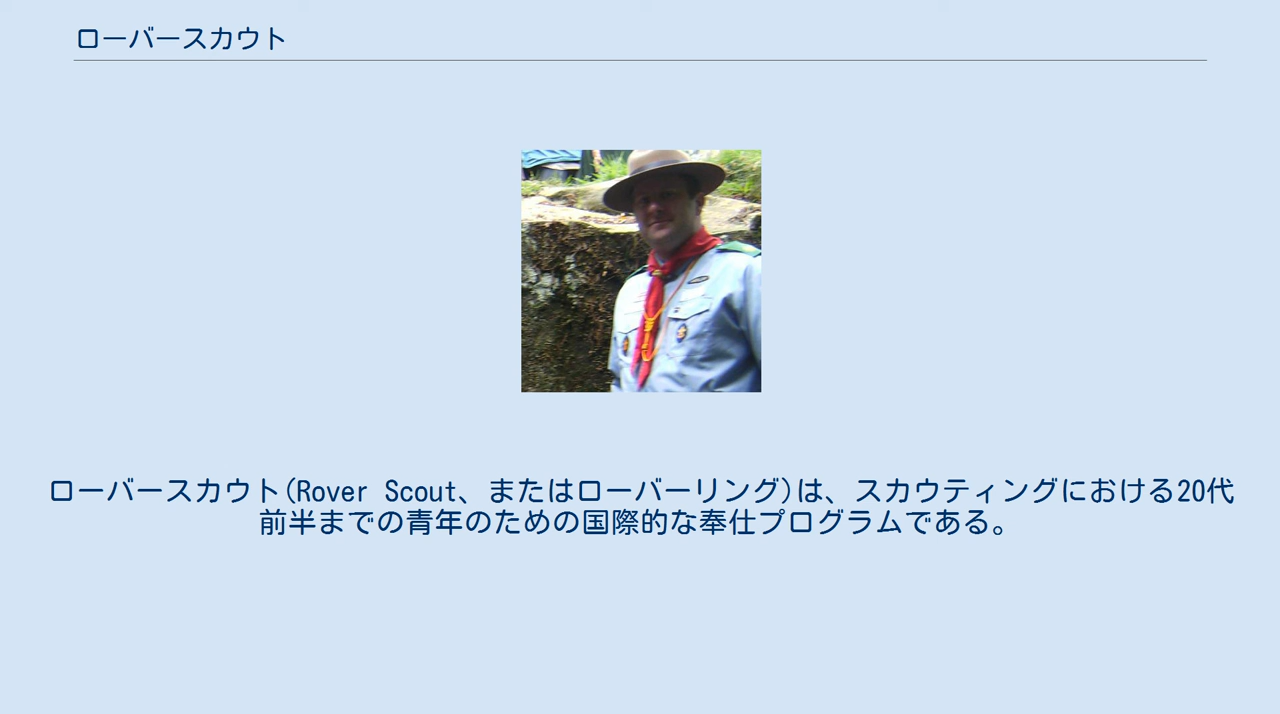 ローバースカウト
ローバースカウト(Rover Scout、またはローバーリング)は、スカウティングにおける20代
前半までの青年のための国際的な奉仕プログラムである。